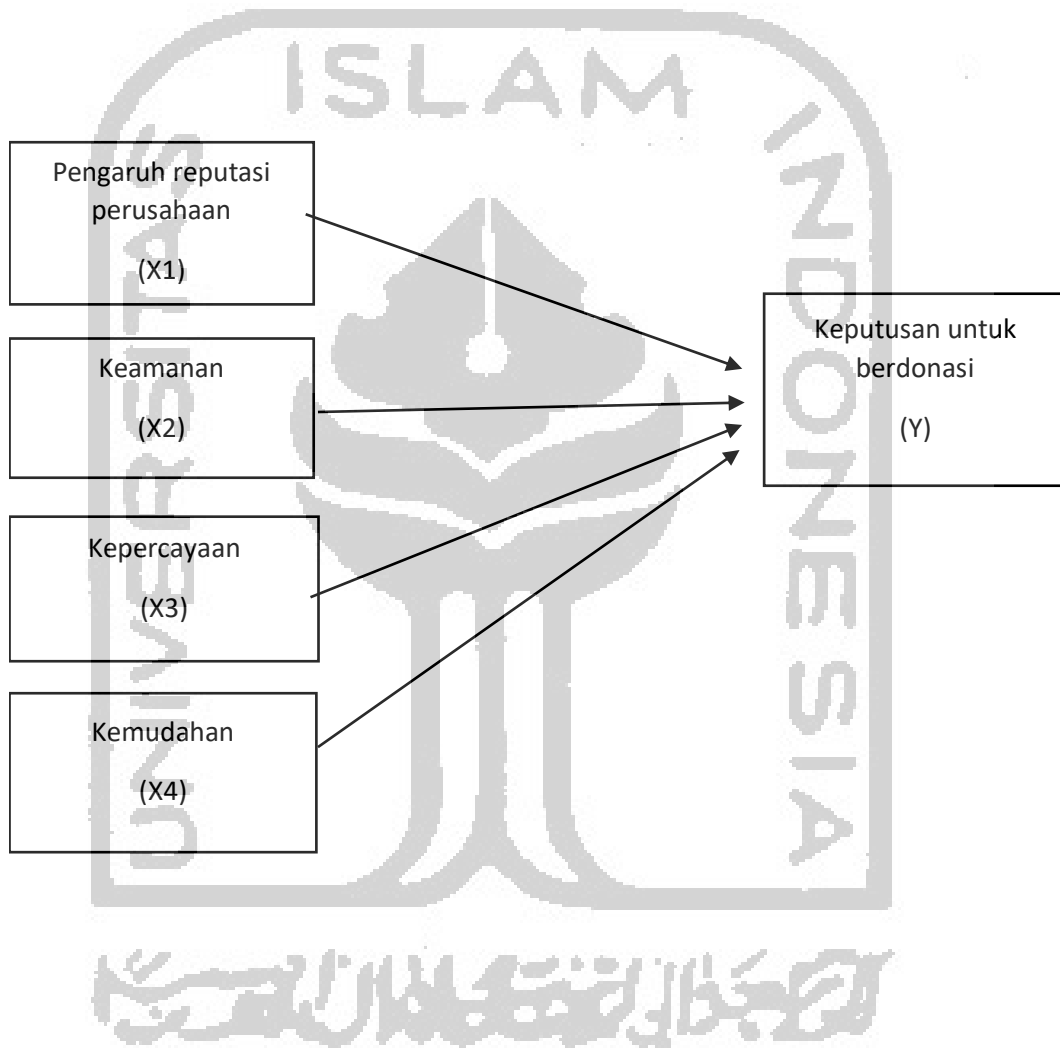 ISLAM
UNIVERSITAS
INDONESIA
Pengaruh reputasi
perusahaan
(X1)
Keamanan
(X2)
Kepercayaan
(X3)
Kemudahan
(X4)
Keputusan untuk
berdonasi
(Y)